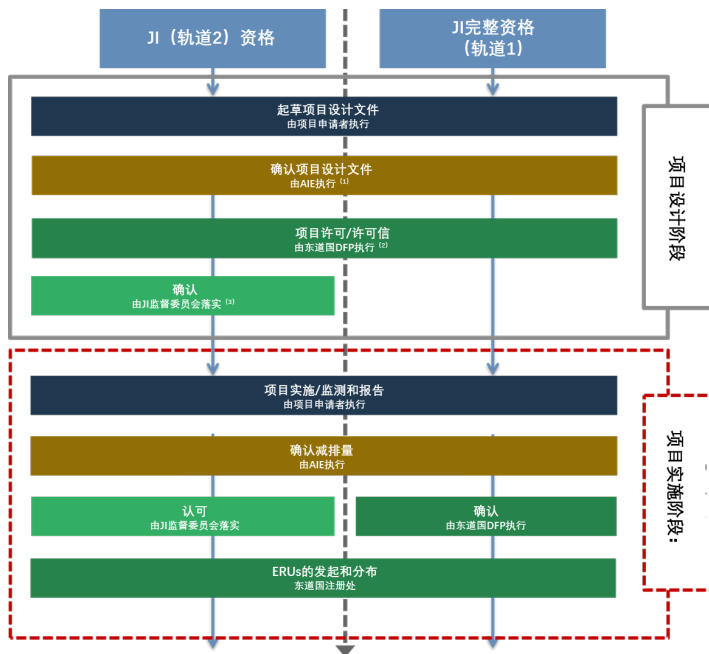 JI（轨道2）资格
JI完整资格
(轨道1)
起草项目设计文件
由项目申请者执行
确认项目设计文件
由AIE执行 (1)
项目许可/许可信
由东道国DFP执行 (2)
确认
由JI监督委员会落实 (3)
项目设计阶段
项目实施/监测和报告
由项目申请者执行
确认减排量
由AIE执行
认可
由JI监督委员会落实
确认
由东道国DFP执行
ERUs的发起和分布
东道国注册处
项目实施阶段: